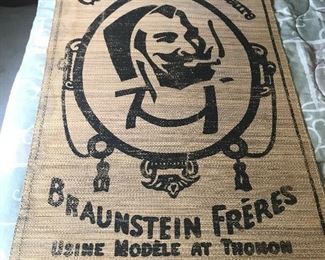 BRAUNSTEIN FRÉRES
USINE MODÈLE AT THONON